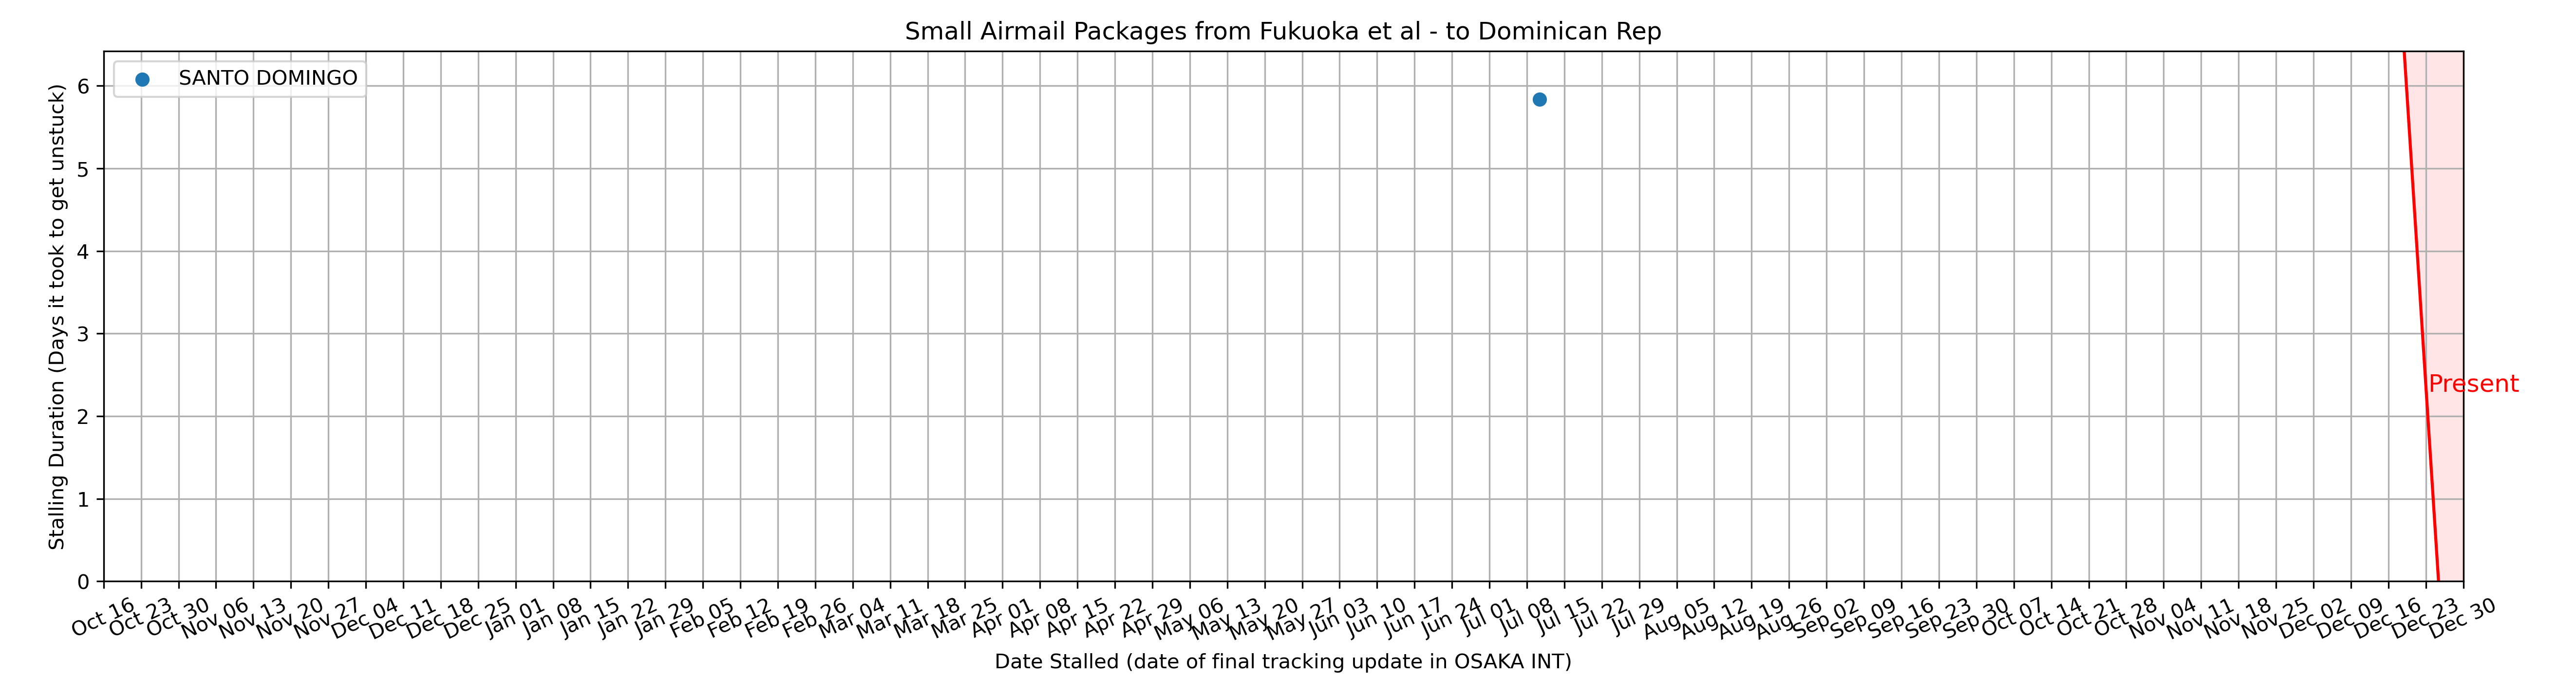 Small Airmail Packages from Fukuoka et al - to Dominican Rep
SANTO DOMINGO
Stalling Duration (Days it took to get unstuck)
6
5
4
3
2
1
0
Present
Oct 16 Oct 23 Oct 30 Nov 06 Nov 13 Nov 20 Nov 27 Dec 04 Dec 11 Dec 18 Dec 25 Jan 01 Jan 08 Jan 15 Jan 22 Jan 29 Feb 05 Feb 12 Feb 19 Feb 26 Mar 04 Mar 11 Mar 18 Mar 25 Apr 01 Apr 08 Apr 15 Apr 22 Apr 29 May 06 May 13 May 20 May 27 Jun 03 Jun 10 Jun 17 Jun 24 Jul 01 Jul 08 Jul 15 Jul 22 Jul 29 Aug 05 Aug 12 Aug 19 Aug 26 Sep 02 Sep 09 Sep 16 Sep 23 Sep 30 Oct 07 Oct 14 Oct 21 Oct 28 Nov 04 Nov 11 Nov 18 Nov 25 Dec 02 Dec 09 Dec 16 Dec 23 Dec 30
Date Stalled (date of final tracking update in OSAKA INT)